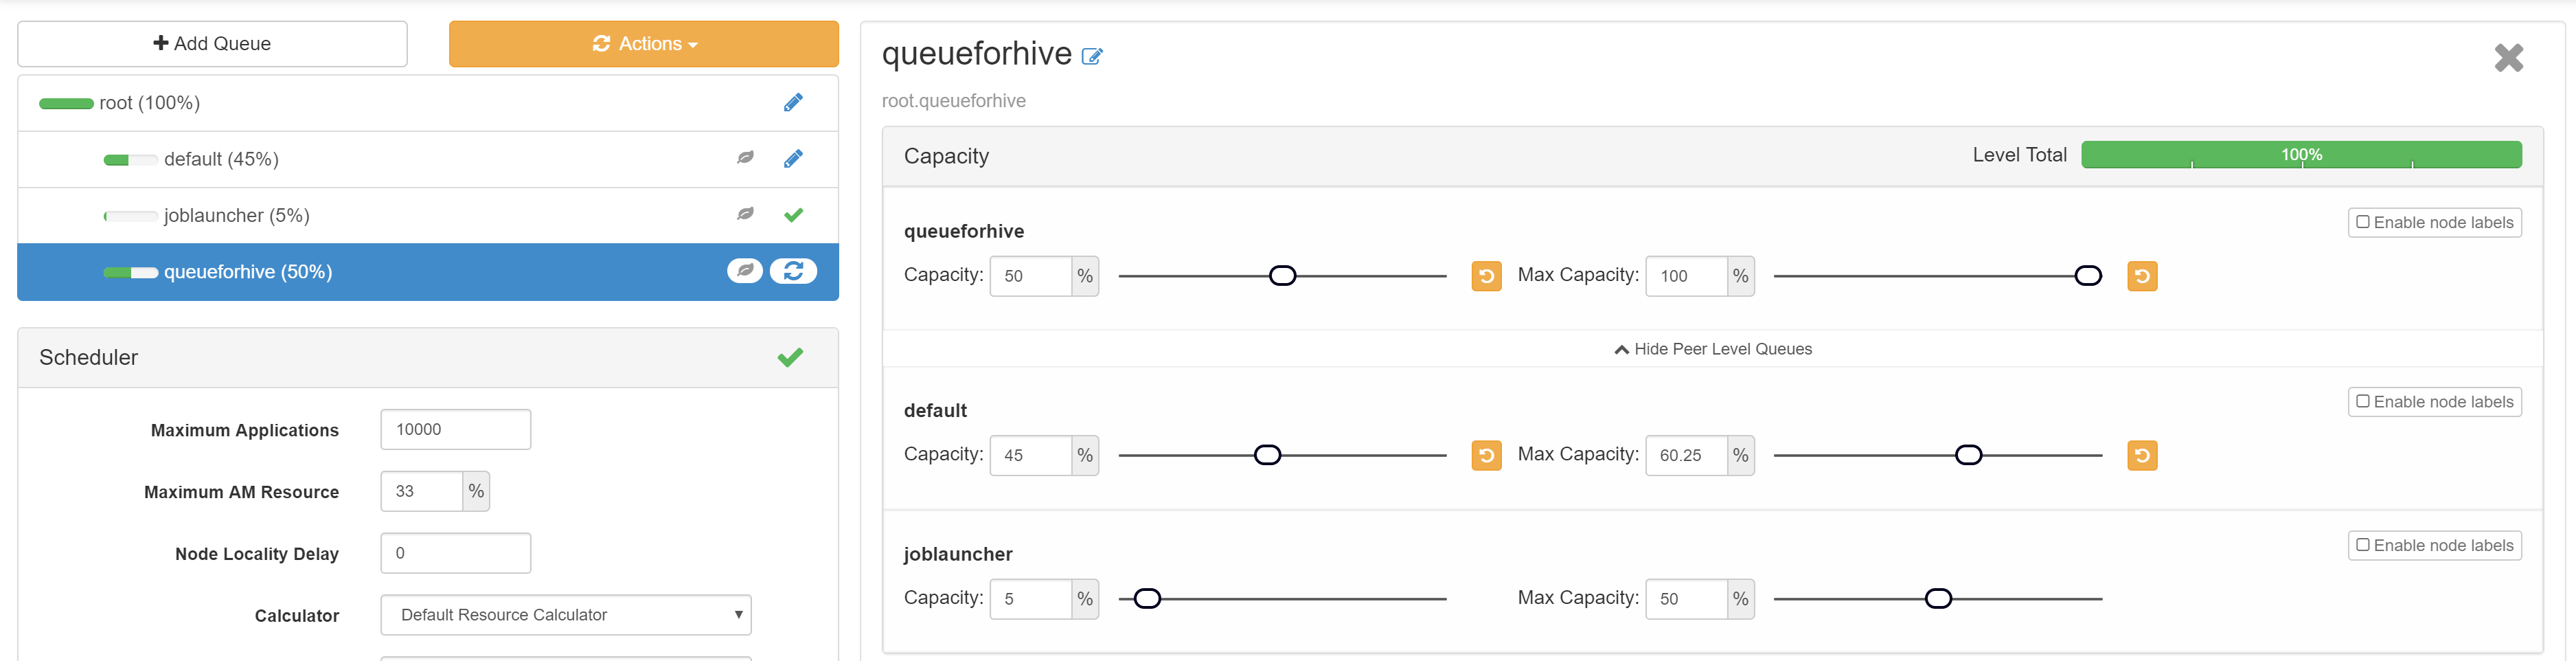 Add Queue
Actions
root (100%)
default (45%)
joblauncher (5%)
queueforhive (50%)
Scheduler
Maximum Applications 10000
Maximum AM Resource 33 %
Node Locality Delay 0
Calculator Default Resource Calculator
queueforhive
root.queueforhive
Capacity Level Total 100%
Enable node labels
queueforhive
Capacity: 50 % Max Capacity: 100 %
Hide Peer Level Queues
Enable node labels
default
Capacity: 45 % Max Capacity: 60.25 %
Enable node labels
joblauncher
Capacity: 5 % Max Capacity: 50 %